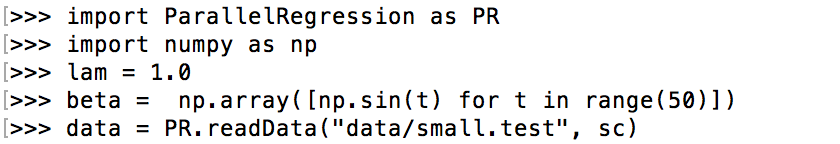 [>>> import ParallelRegression as PR
[>>> import numpy as np
[>>> lam = 1.0
[>>> beta =  np.array([np.sin(t) for t in range(50)])
[>>> data = PR.readData("data/small.test", sc)